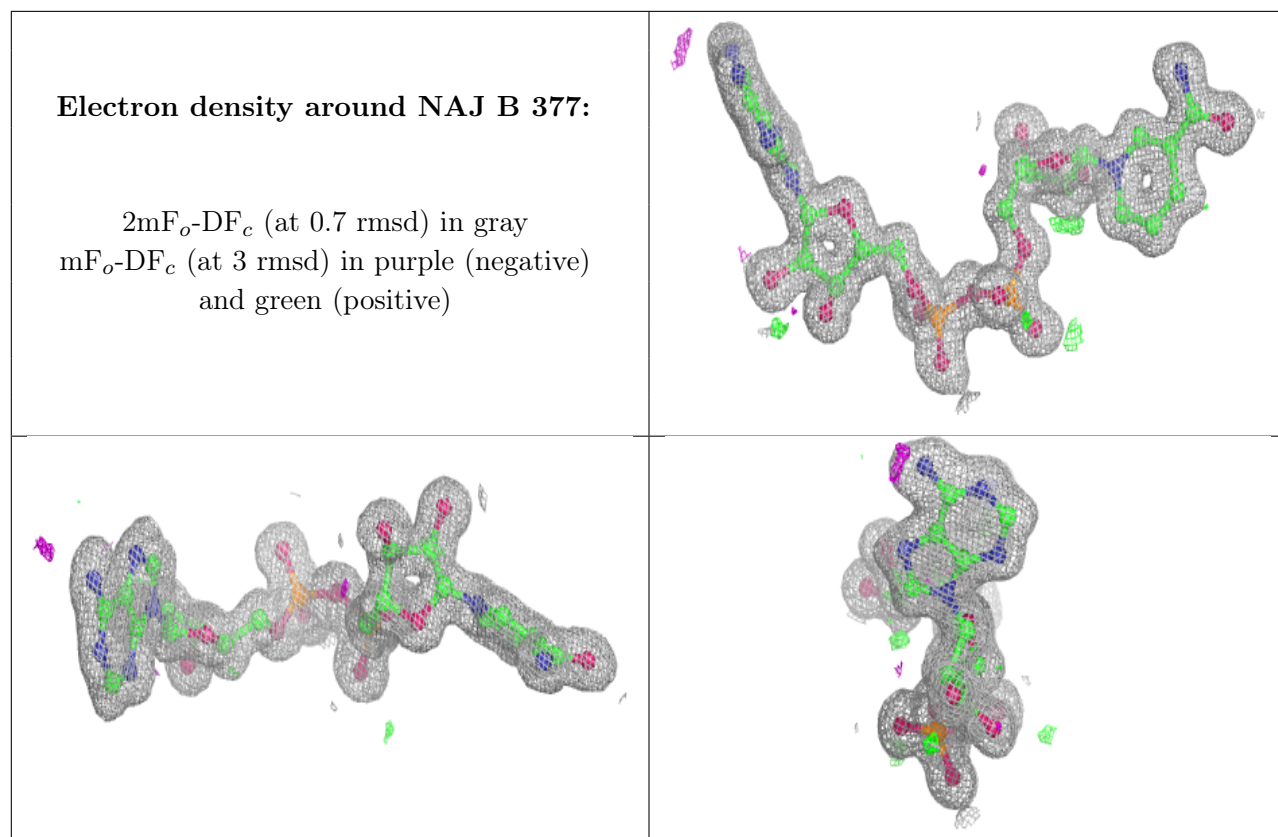 Electron density around NAJ B 377:
2mFo-DFc (at 0.7 rmsd) in gray
mFo-DFc (at 3 rmsd) in purple (negative)
and green (positive)